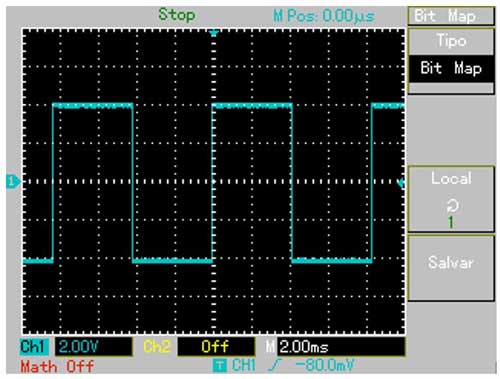 Stop M Pos: 0.00µs Bit Map
Tipo
Bit Map
1
Local
1
Salvar
Ch1 2.00V Ch2 Off M 2.00ms
Math Off T CH1 -80.0mV